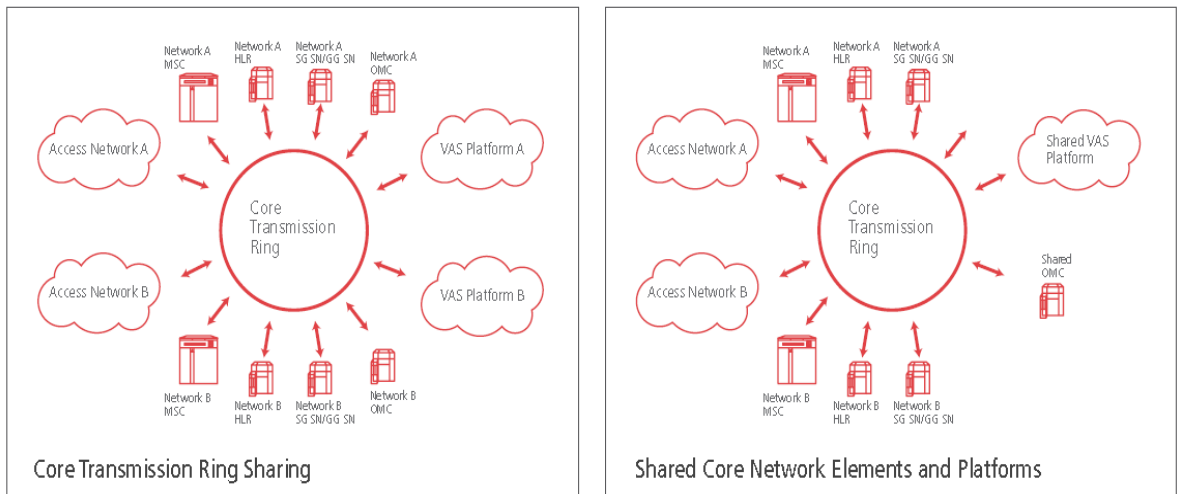 Network A
MSC
Network A
HLR
Network A
SG SN/GG SN
Network A
OMC
Access Network A
VAS Platform A
Core
Transmission
Ring
Access Network B
VAS Platform B
Network B
MSC
Network B
HLR
Network B
SG SN/GG SN
Network B
OMC
Core Transmission Ring Sharing
Network A
MSC
Network A
HLR
Network A
SG SN/GG SN
Access Network A
Shared VAS
Platform
Core
Transmission
Ring
Access Network B
Shared
OMC
Network B
MSC
Network B
HLR
Network B
SG SN/GG SN
Shared Core Network Elements and Platforms